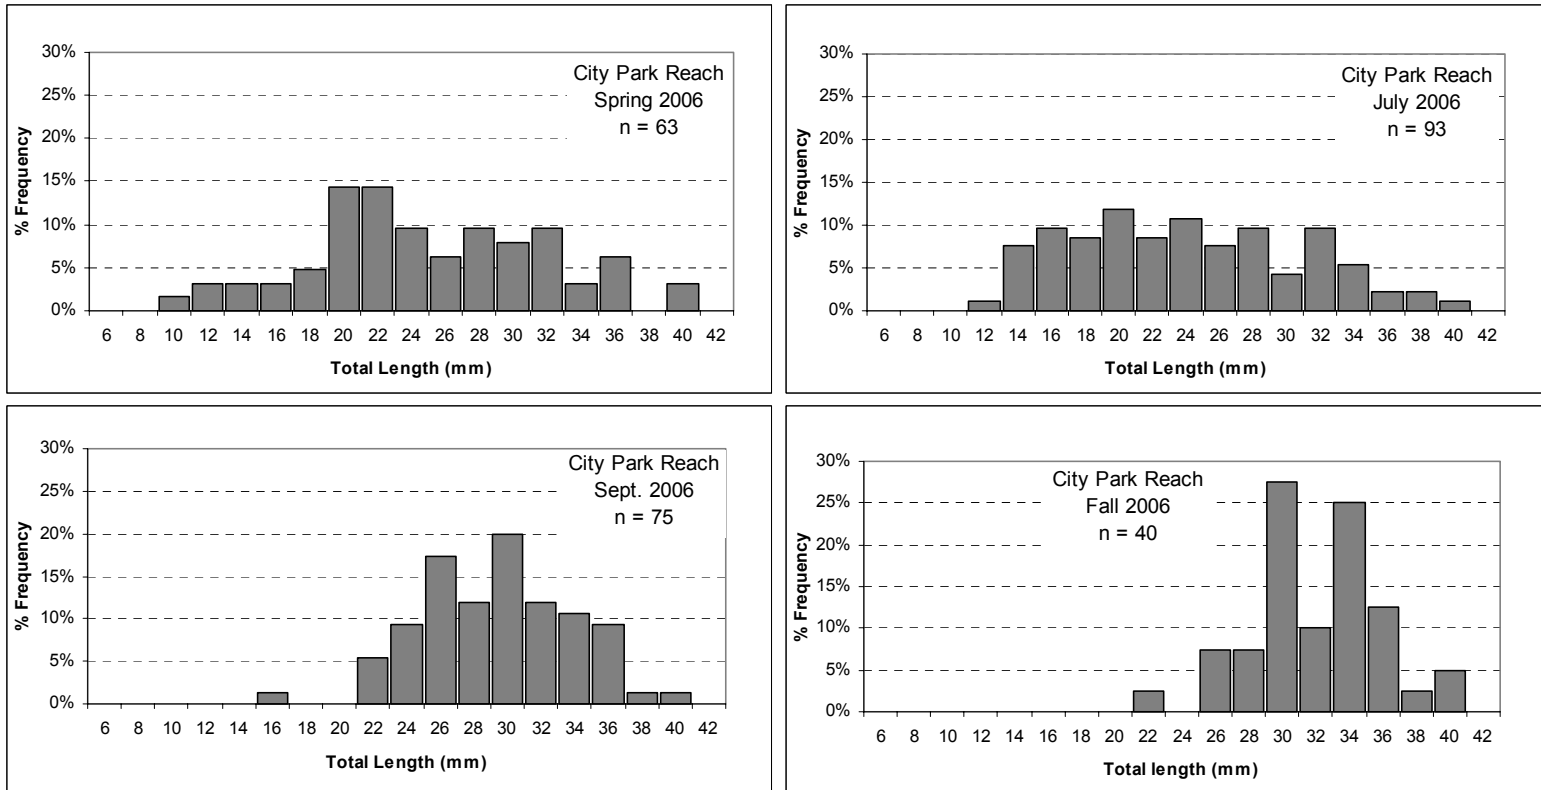 City Park Reach
Spring 2006
n = 63
30%
25%
20%
15%
10%
5%
0%
% Frequency
6 8 10 12 14 16 18 20 22 24 26 28 30 32 34 36 38 40 42
Total Length (mm)
City Park Reach
July 2006
n = 93
30%
25%
20%
15%
10%
5%
0%
% Frequency
6 8 10 12 14 16 18 20 22 24 26 28 30 32 34 36 38 40 42
Total Length (mm)
City Park Reach
Sept. 2006
n = 75
30%
25%
20%
15%
10%
5%
0%
% Frequency
6 8 10 12 14 16 18 20 22 24 26 28 30 32 34 36 38 40 42
Total Length (mm)
City Park Reach
Fall 2006
n = 40
30%
25%
20%
15%
10%
5%
0%
% Frequency
6 8 10 12 14 16 18 20 22 24 26 28 30 32 34 36 38 40 42
Total length (mm)